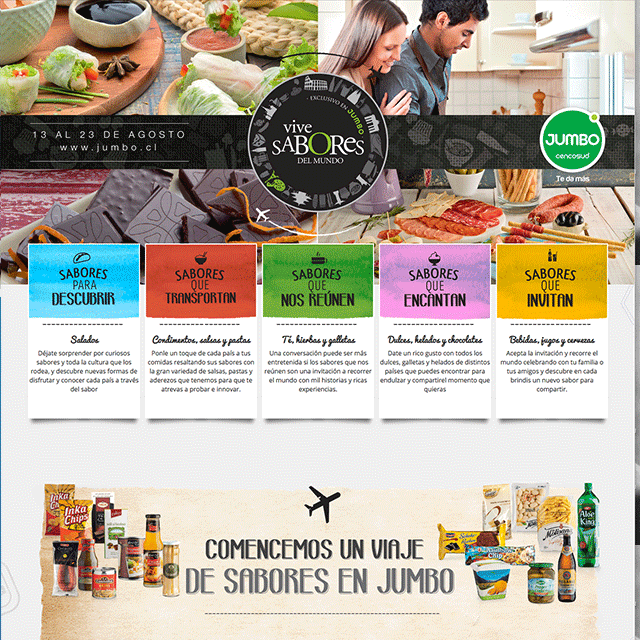 13 AL 23 DE AGOSTO
www.jumbo.cl
EXCLUSIVO EN JUMBO
vive
SABORES
DEL MUNDO
JUMBO
cencosud
Te da más
SABORES
PARA
DESCUBRIR
Salados
Déjate sorprender por curiosos
sabores y toda la cultura que los
rodea, y descubre nuevas formas de
disfrutar y conocer cada país a través
del sabor
SABORES
QUE
TRANSPORTAN
Condimentos, salsas y pastas
Ponle un toque de cada país a tus
comidas resaltando sus sabores con
la gran variedad de salsas, pastas y
aderezos que tenemos para que te
atrevas a probar e innovar.
SABORES
QUE
NOS REÚNEN
Té, hierbas y galletas
Una conversación puede ser más
entretenida si los sabores que nos
reúnen son una invitación a recorrer
el mundo con mil historias y ricas
experiencias.
SABORES
QUE
ENCANTAN
Dulces, helados y chocolates
Date un rico gusto con todos los
dulces, galletas y helados de distintos
países que puedes encontrar para
endulzar y compartirel momento que
quieras
SABORES
QUE
INVITAN
Bebidas, jugos y cervezas
Acepta la invitación y recorre el
mundo celebrando con tu familia o
tus amigos y descubre en cada
brindis un nuevo sabor para
compartir.
COMENCEMOS UN VIAJE
DE SABORES EN JUMBO
Inka
Chips
Inka
Chips
Aloe
King